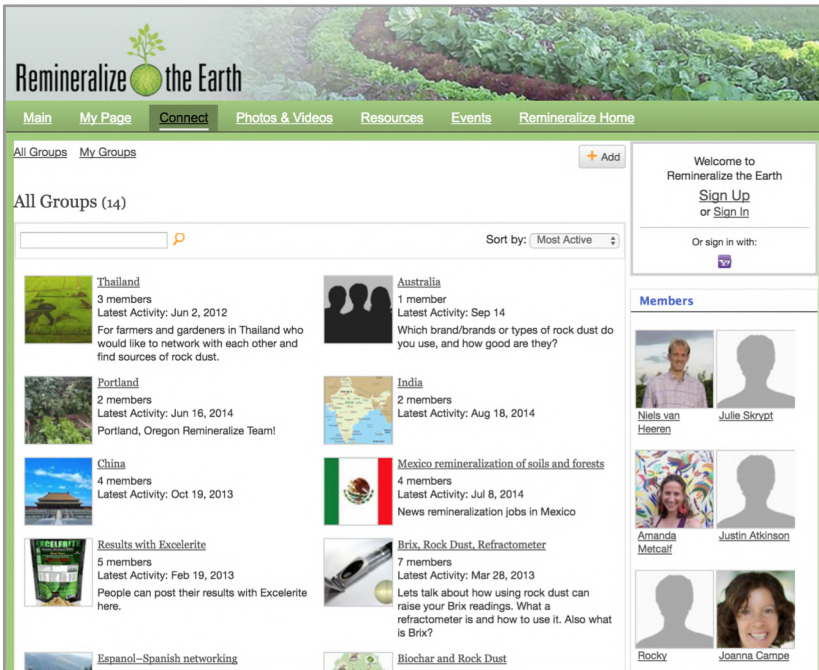 Remineralize the Earth
Main My Page Connect Photos & Videos Resources Events Remineralize Home
All Groups My Groups
+ Add
All Groups (14)
Sort by: Most Active
Thailand
3 members
Latest Activity: Jun 2, 2012
For farmers and gardeners in Thailand who
would like to network with each other and
find sources of rock dust.
Australia
1 member
Latest Activity: Sep 14
Which brand/brands or types of rock dust do
you use, and how good are they?
Portland
2 members
Latest Activity: Jun 16, 2014
Portland, Oregon Remineralize Team!
India
2 members
Latest Activity: Aug 18, 2014
China
4 members
Latest Activity: Oct 19, 2013
Mexico remineralization of soils and forests
4 members
Latest Activity: Jul 8, 2014
News remineralization jobs in Mexico
EXCELERITE
Results with Excelerite
5 members
Latest Activity: Feb 19, 2013
People can post their results with Excelerite
here.
Brix, Rock Dust, Refractometer
7 members
Latest Activity: Mar 28, 2013
Lets talk about how using rock dust can
raise your Brix readings. What a
refractometer is and how to use it. Also what
is Brix?
Espanol–Spanish networking
Biochar and Rock Dust
Welcome to
Remineralize the Earth
Sign Up
or Sign In
Or sign in with:
Y!
Members
Niels van
Heeren
Julie Skrypt
Amanda
Metcalf
Justin Atkinson
Rocky
Joanna Campe